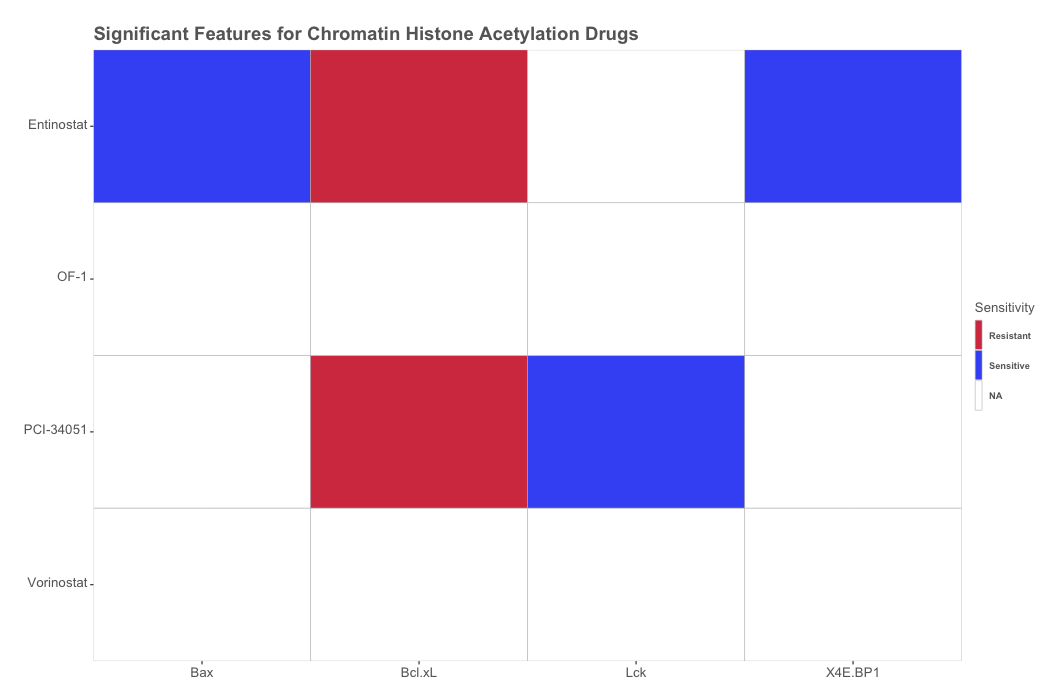 Significant Features for Chromatin Histone Acetylation Drugs
Entinostat
OF-1
PCI-34051
Vorinostat
Bax
Bcl.xL
Lck
X4E.BP1
Sensitivity
Resistant
Sensitive
NA